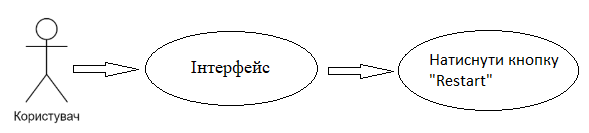 Інтерфейс
Натиснути кнопку
"Restart"
Користувач